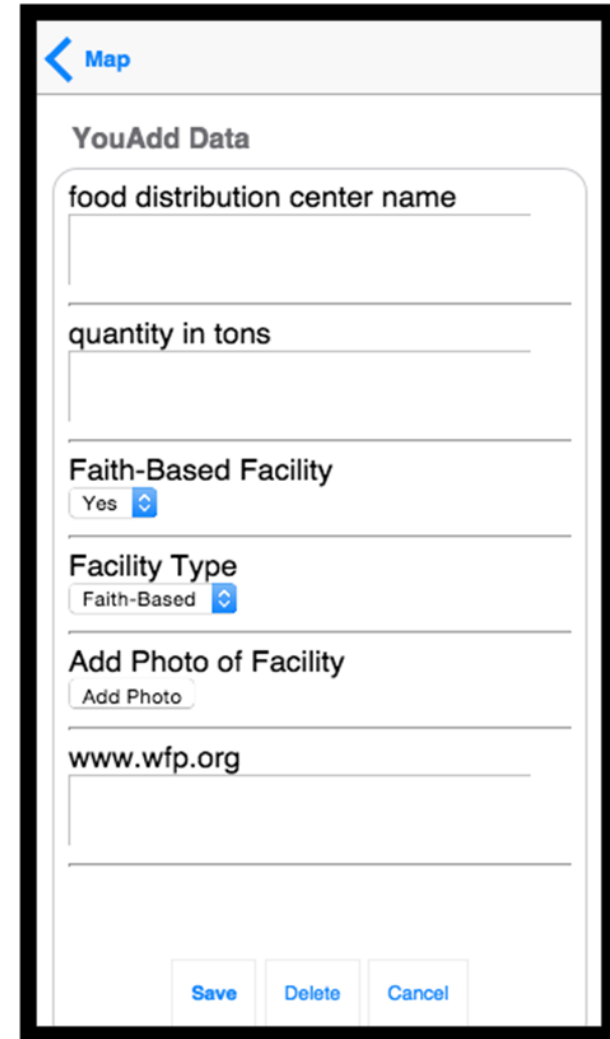 Map
YouAdd Data
food distribution center name
quantity in tons
Faith-Based Facility
Yes
Facility Type
Faith-Based
Add Photo of Facility
Add Photo
www.wfp.org
Save Delete Cancel